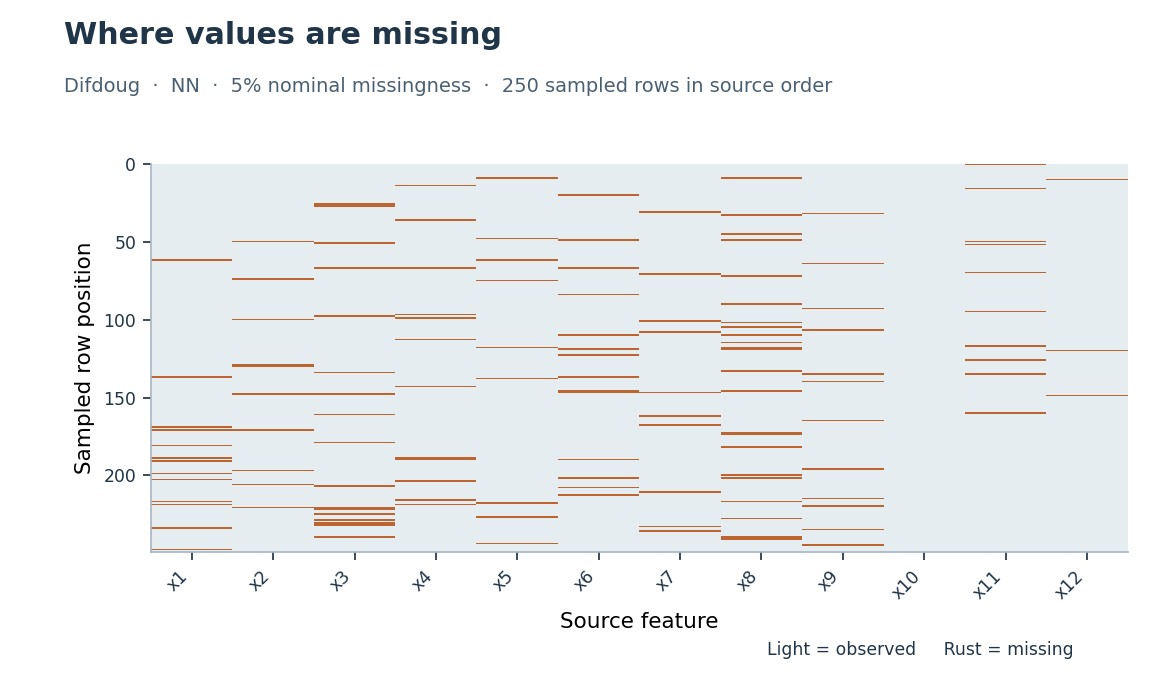 Where values are missing
Difdoug · NN · 5% nominal missingness · 250 sampled rows in source order
0
50
100
150
200
Sampled row position
x1 x2 x3 x4 x5 x6 x7 x8 x9 x10 x11 x12
Source feature
Light = observed Rust = missing